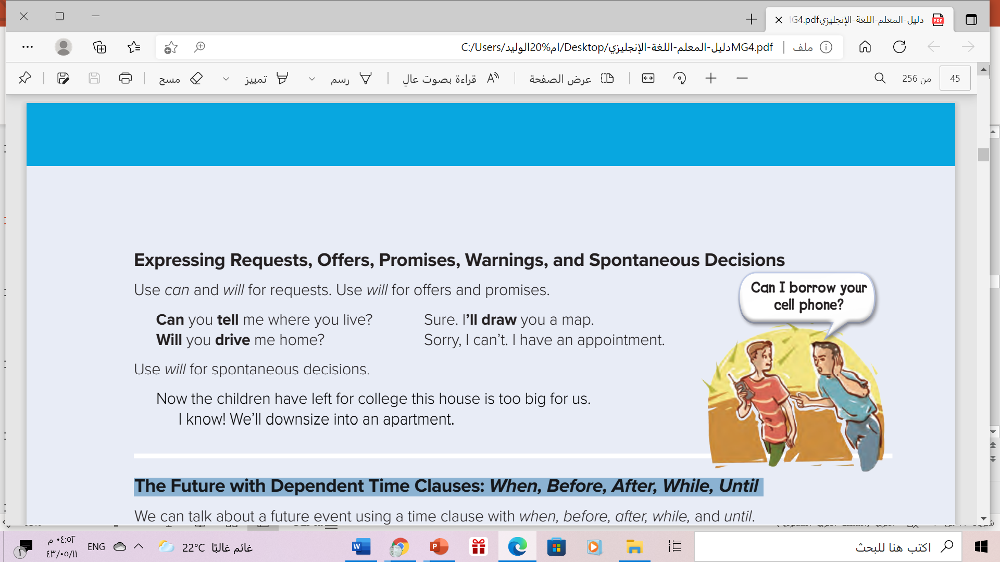 دليل-المعلم-اللغة-الإنجليزيMG4.pdf
ملف
C:/Users/ام%20الوليد/Desktop/دليل-المعلم-اللغة-الإنجليزيMG4.pdf
45
من 256
عرض الصفحة
قراءة بصوت عالٍ
رسم
تمييز
مسح
Expressing Requests, Offers, Promises, Warnings, and Spontaneous Decisions
Use can and will for requests. Use will for offers and promises.
Can I borrow your
cell phone?
Can you tell me where you live? Sure. I'll draw you a map.
Will you drive me home? Sorry, I can't. I have an appointment.
Use will for spontaneous decisions.
Now the children have left for college this house is too big for us.
I know! We'll downsize into an apartment.
The Future with Dependent Time Clauses: When, Before, After, While, Until
We can talk about a future event using a time clause with when, before, after, while, and until.
اكتب هنا للبحث
22°C غائم غالبًا
ENG
٠٤:٥٢ م
٤٣/٠٥/١١
١